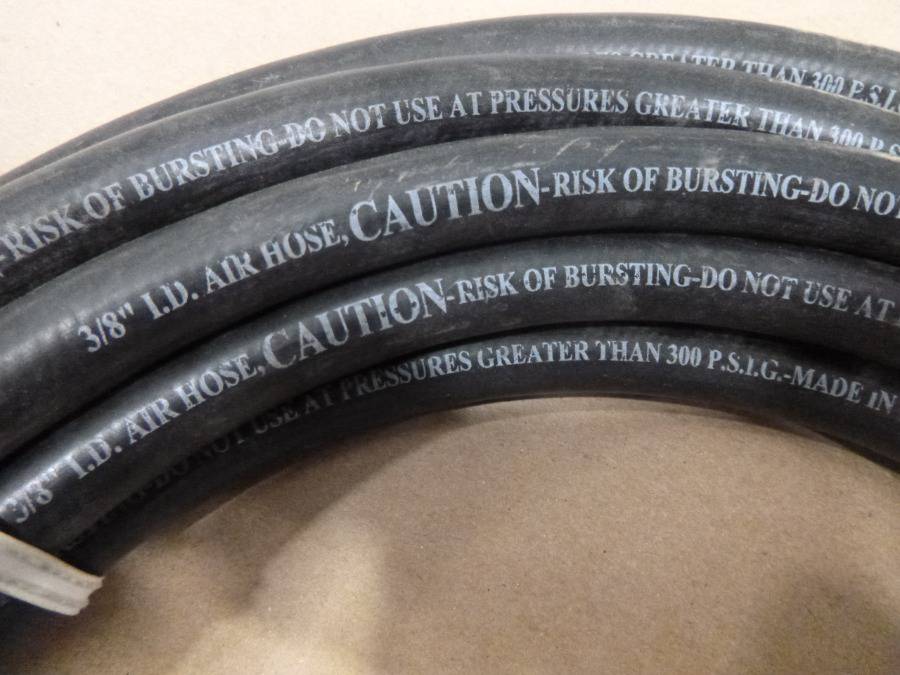 GREATER THAN 300 P.S.I.
-RISK OF BURSTING-DO NOT USE AT PRESSURES GREATER THAN 300 P.S
3/8" I.D. AIR HOSE, CAUTION-RISK OF BURSTING-DO NOT
3/8" I.D. AIR HOSE, CAUTION-RISK OF BURSTING-DO NOT USE AT
-DO NOT USE AT PRESSURES GREATER THAN 300 P.S.I.G.-MADE IN